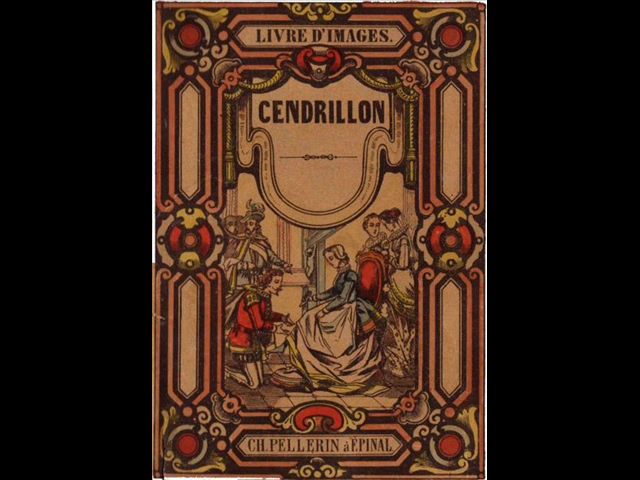 LIVRE D'IMAGES.
CENDRILLON
CH. PELLERIN à ÉPINAL